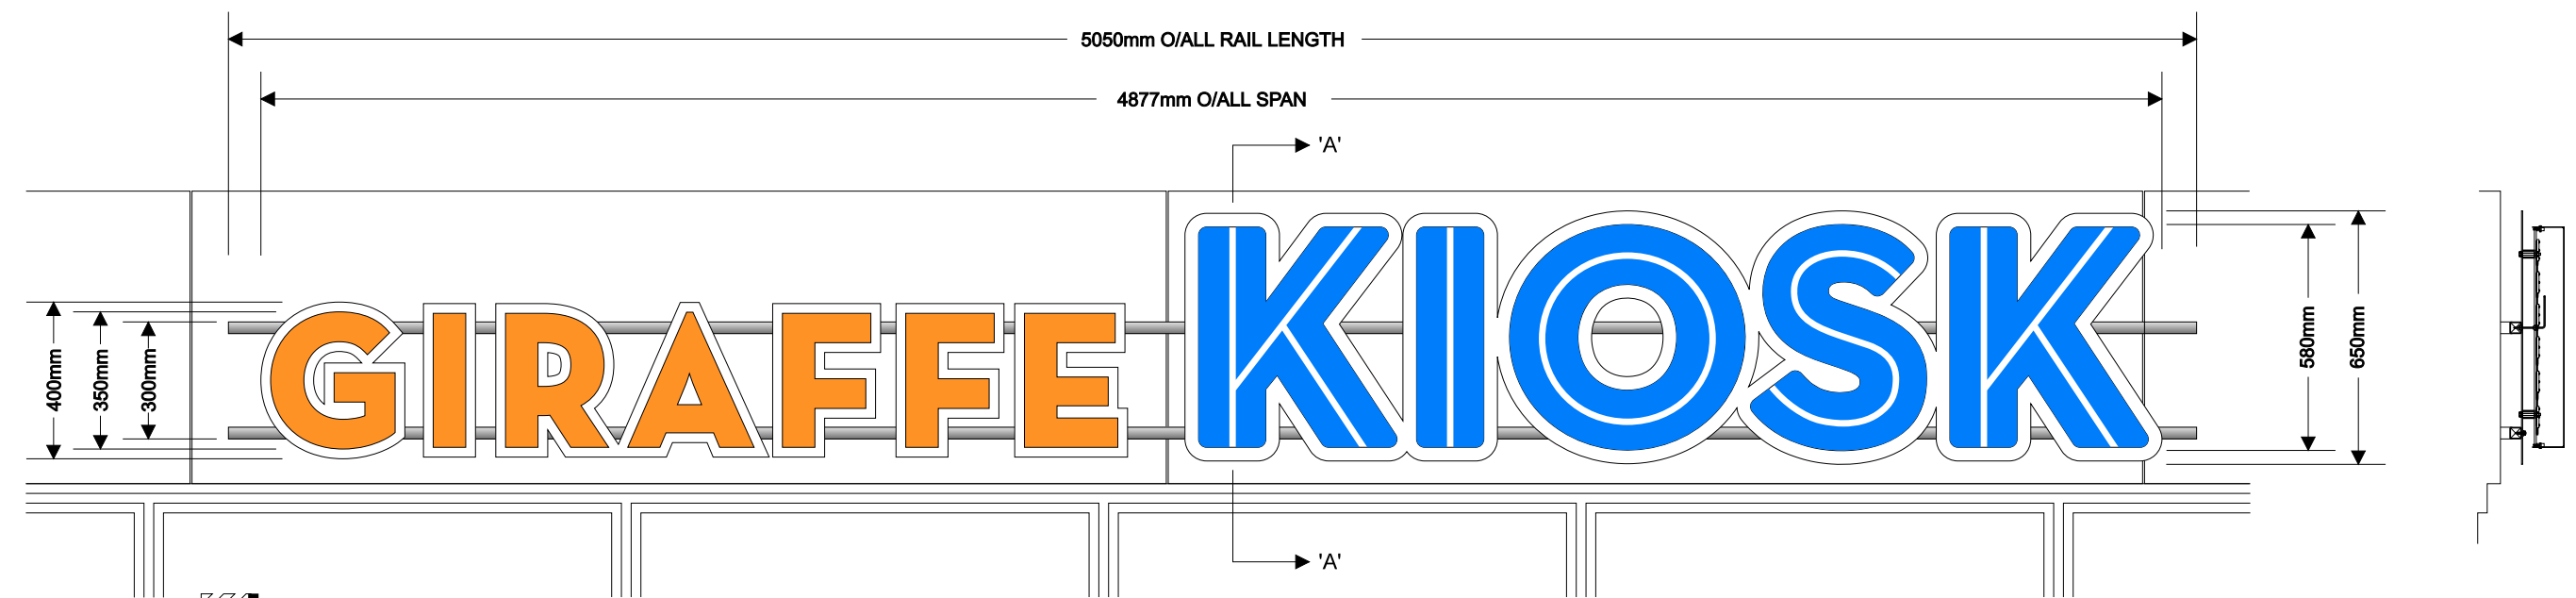 5050mm O/ALL RAIL LENGTH
4877mm O/ALL SPAN
'A'
GIRAFFE KIOSK
400mm
350mm
300mm
580mm
650mm
'A'